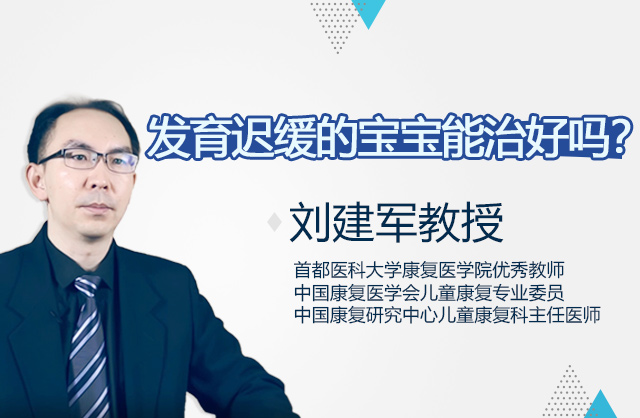 发育迟缓的宝宝能治好吗?
刘建军教授
首都医科大学康复医学院优秀教师
中国康复医学会儿童康复专业委员
中国康复研究中心儿童康复科主任医师